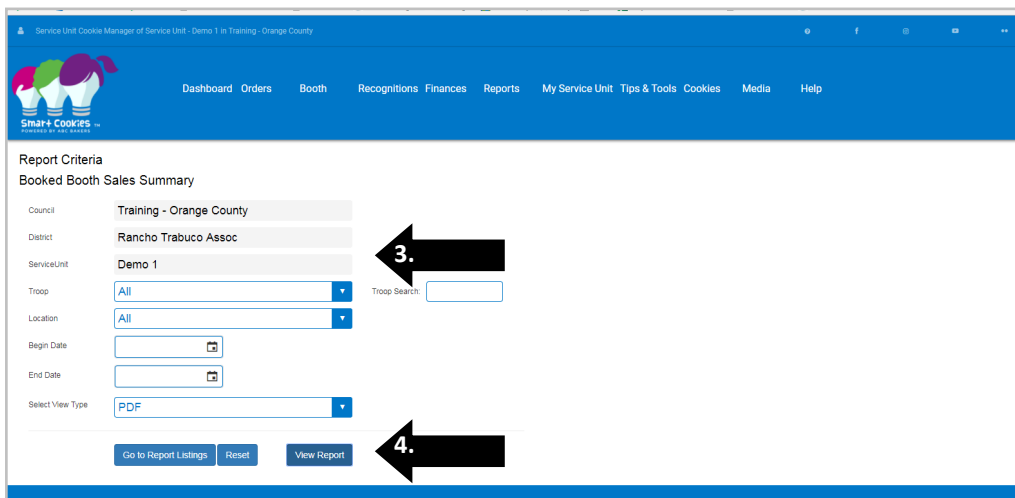 Service Unit Cookie Manager of Service Unit - Demo 1 in Training - Orange County
Dashboard Orders Booth Recognitions Finances Reports My Service Unit Tips & Tools Cookies Media Help
Smart Cookies TM
POWERED BY ABC BAKERS
Report Criteria
Booked Booth Sales Summary
Council Training - Orange County
District Rancho Trabuco Assoc
3.
ServiceUnit Demo 1
Troop All Troop Search:
Location All
Begin Date
End Date
Select View Type PDF
Go to Report Listings Reset View Report 4.